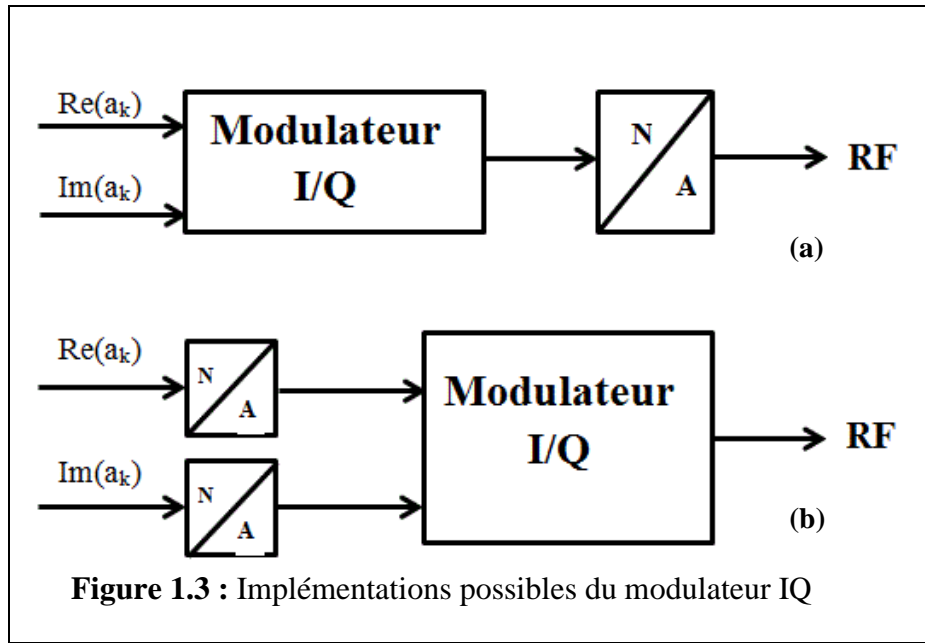 Re(aₖ)
Im(aₖ)
Modulateur
I/Q
N
A
RF
(a)
Re(aₖ)
Im(aₖ)
N
A
N
A
Modulateur
I/Q
RF
(b)
Figure 1.3 : Implémentations possibles du modulateur IQ